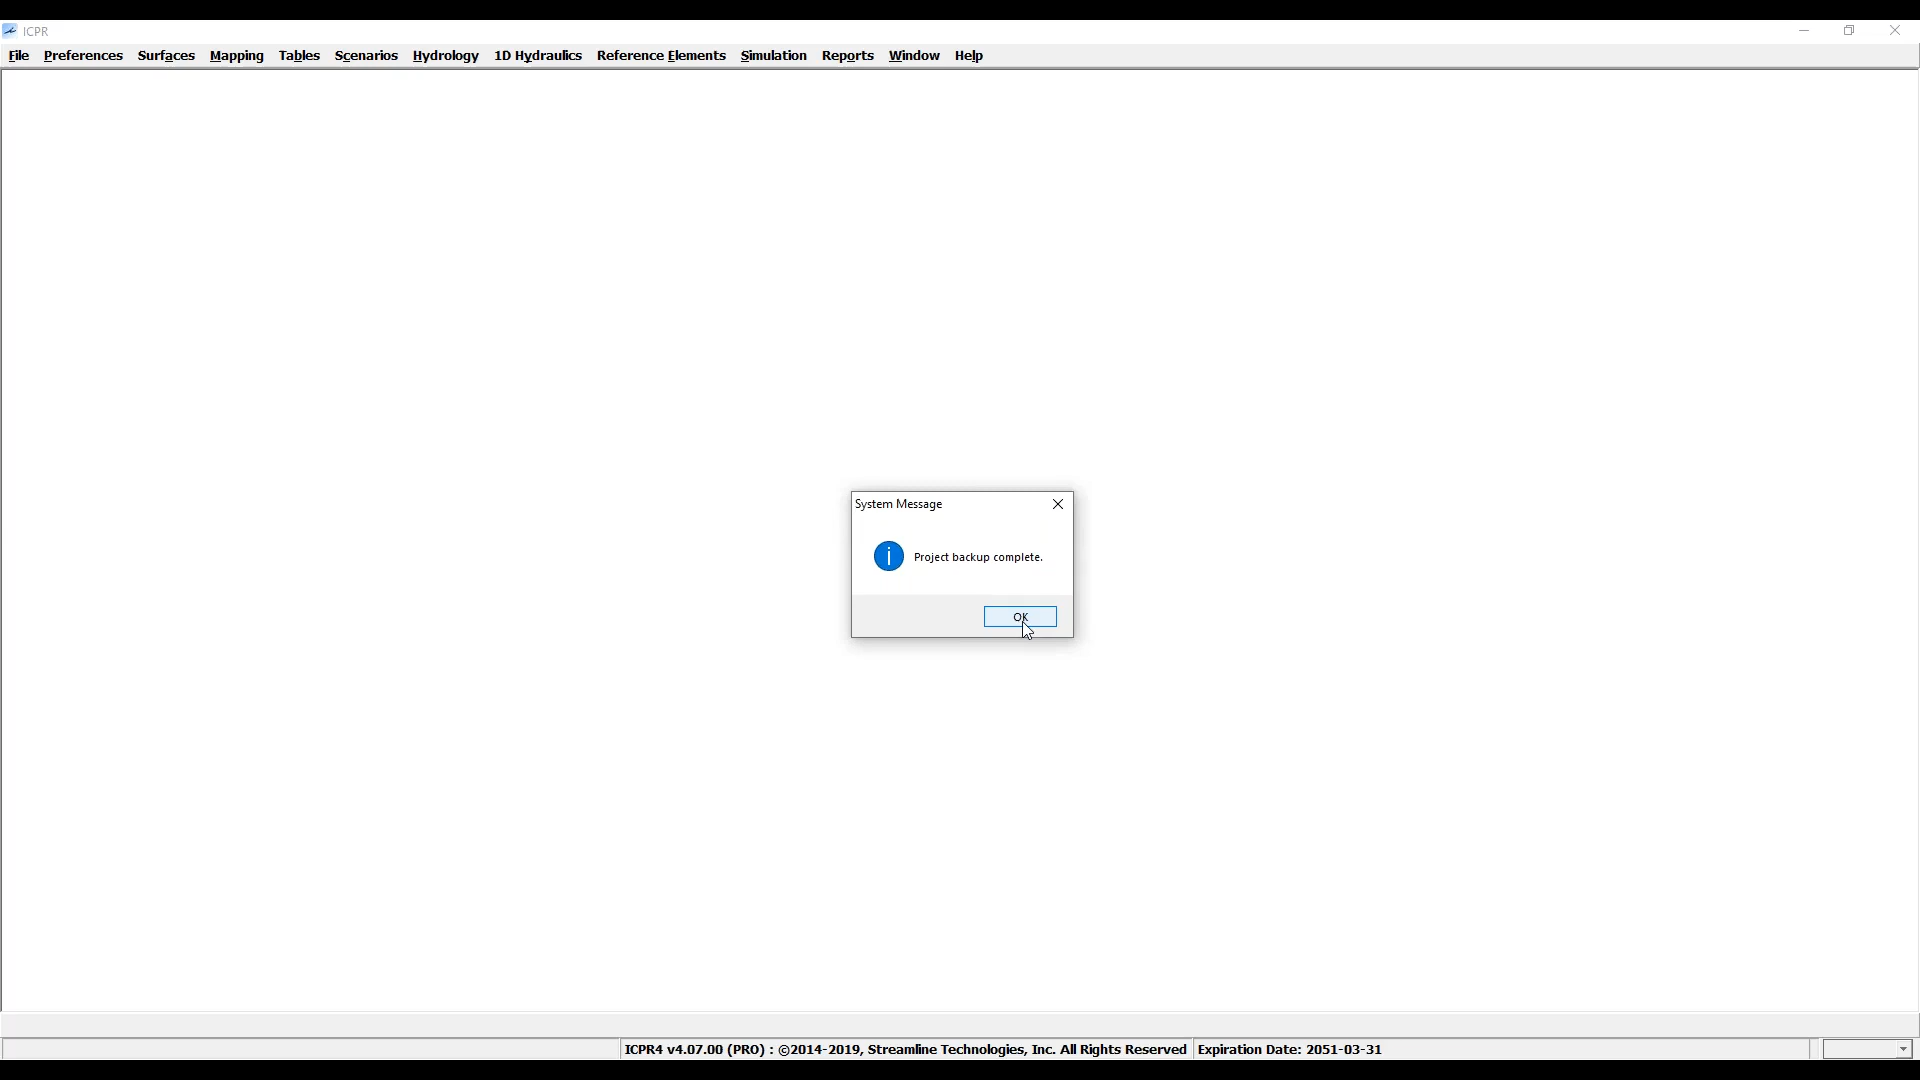 ICPR
File Preferences Surfaces Mapping Tables Scenarios Hydrology 1D Hydraulics Reference Elements Simulation Reports Window Help
System Message
Project backup complete.
OK
ICPR4 v4.07.00 (PRO) : ©2014-2019, Streamline Technologies, Inc. All Rights Reserved Expiration Date: 2051-03-31